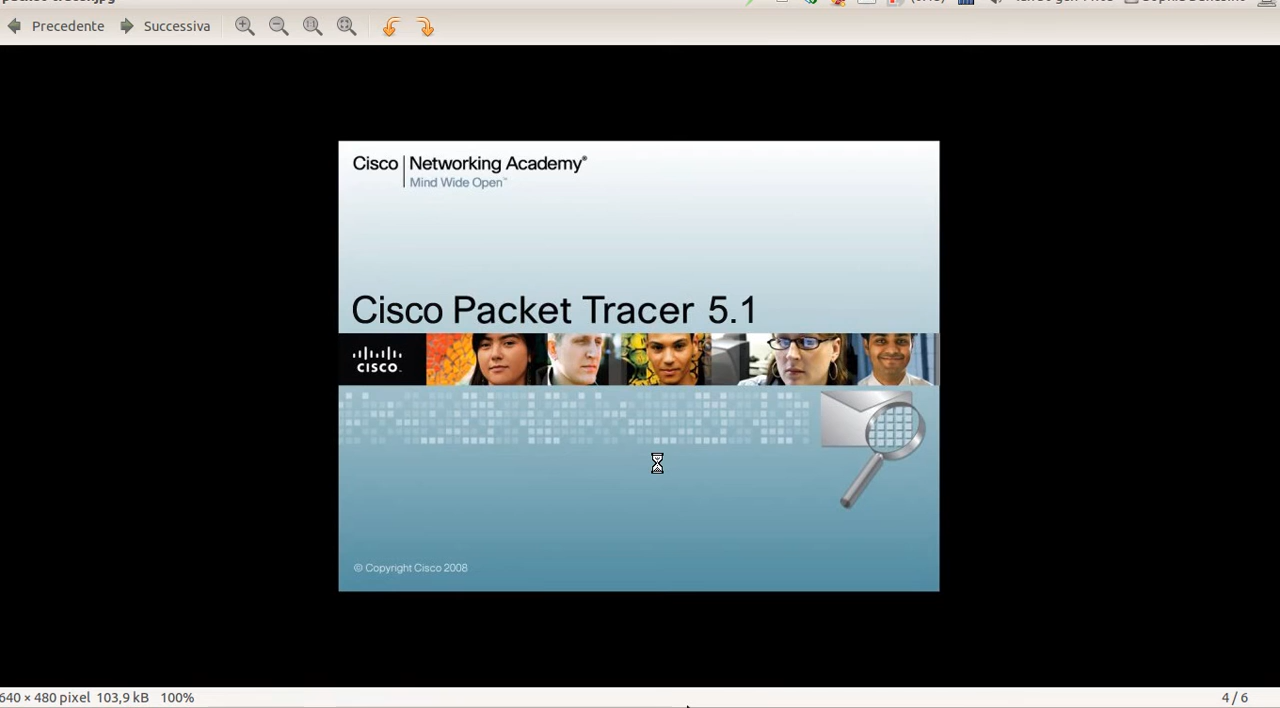 Precedente Successiva
Cisco Networking Academy®
Mind Wide Open™
Cisco Packet Tracer 5.1
CISCO
© Copyright Cisco 2008
640 × 480 pixel 103,9 kB 100%
4 / 6